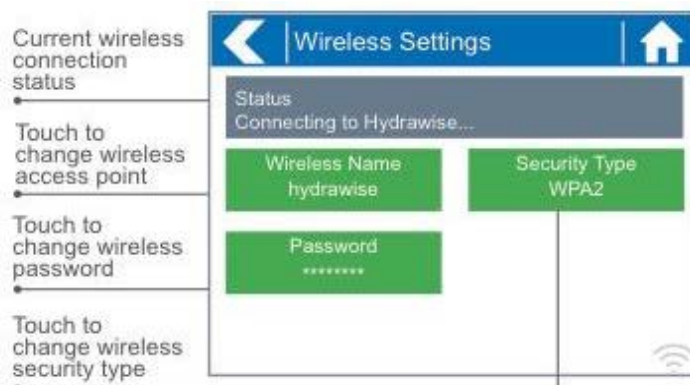 Current wireless
connection
status
Touch to
change wireless
access point
Touch to
change wireless
password
Touch to
change wireless
security type
Wireless Settings
Status
Connecting to Hydrawise...
Wireless Name
hydrawise
Security Type
WPA2
Password
********